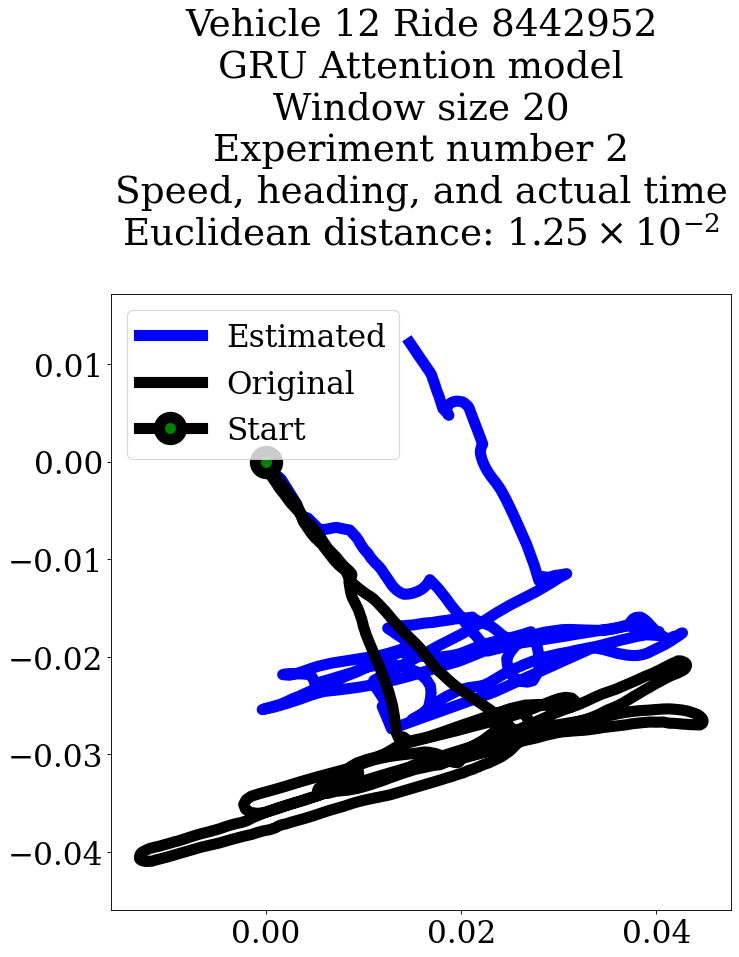 Vehicle 12 Ride 8442952
GRU Attention model
Window size 20
Experiment number 2
Speed, heading, and actual time
Euclidean distance: 1.25 × 10⁻²
Estimated
Original
Start
0.01
0.00
−0.01
−0.02
−0.03
−0.04
0.00 0.02 0.04